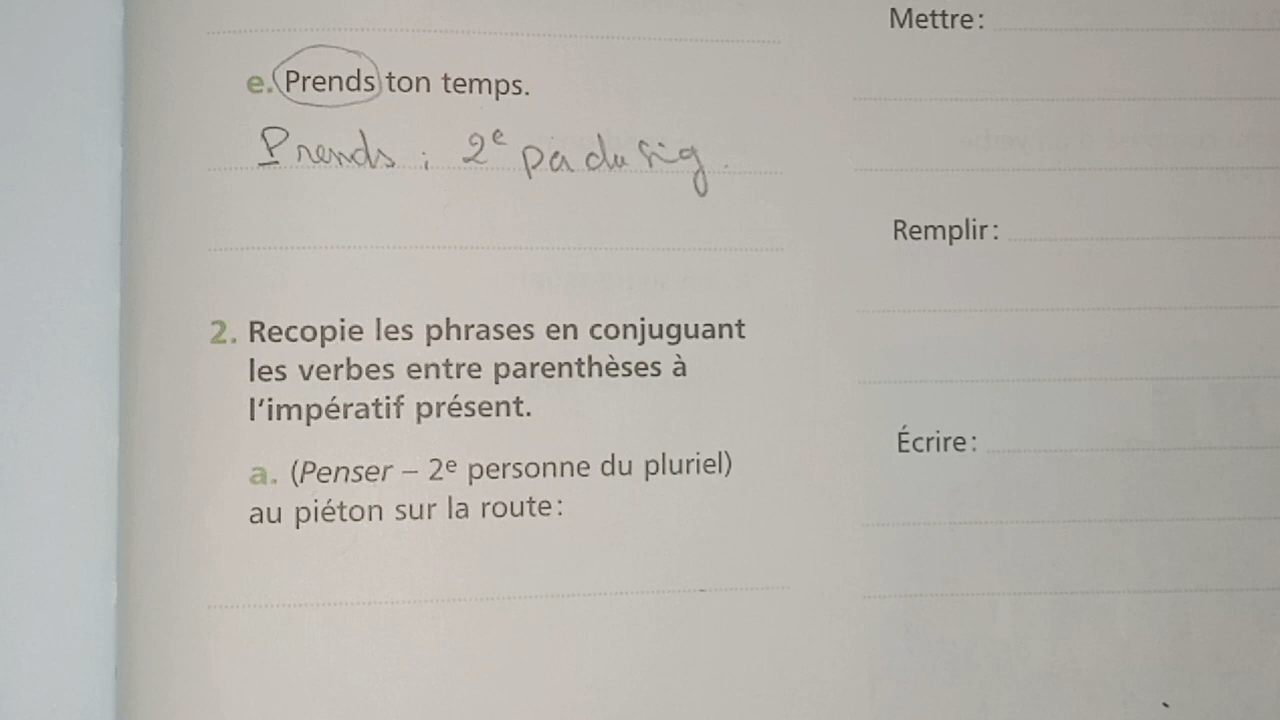 e. Prends ton temps.
Prends : 2e pa du sig.
2. Recopie les phrases en conjuguant
les verbes entre parenthèses à
l'impératif présent.
a. (Penser – 2e personne du pluriel)
au piéton sur la route :
Mettre :
Remplir :
Écrire :